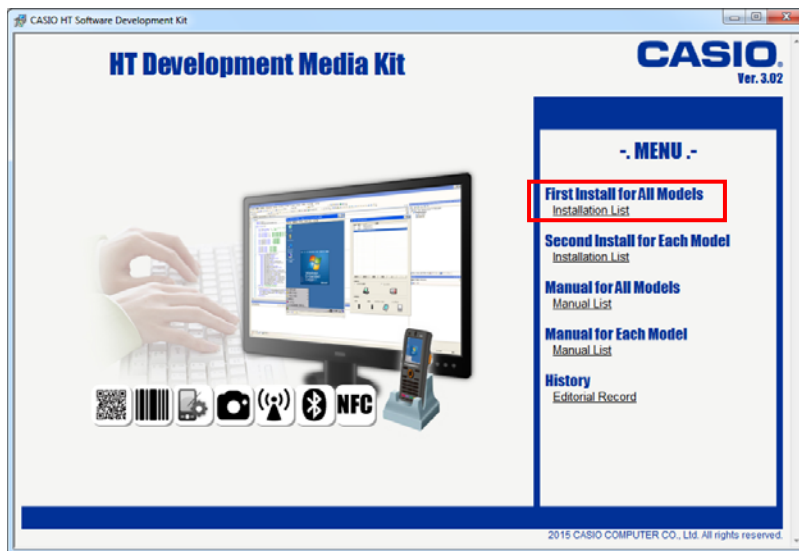 CASIO HT Software Development Kit
HT Development Media Kit
CASIO.
Ver. 3.02
-. MENU .-
First Install for All Models
Installation List
Second Install for Each Model
Installation List
Manual for All Models
Manual List
Manual for Each Model
Manual List
History
Editorial Record
NFC
2015 CASIO COMPUTER CO., Ltd. All rights reserved.